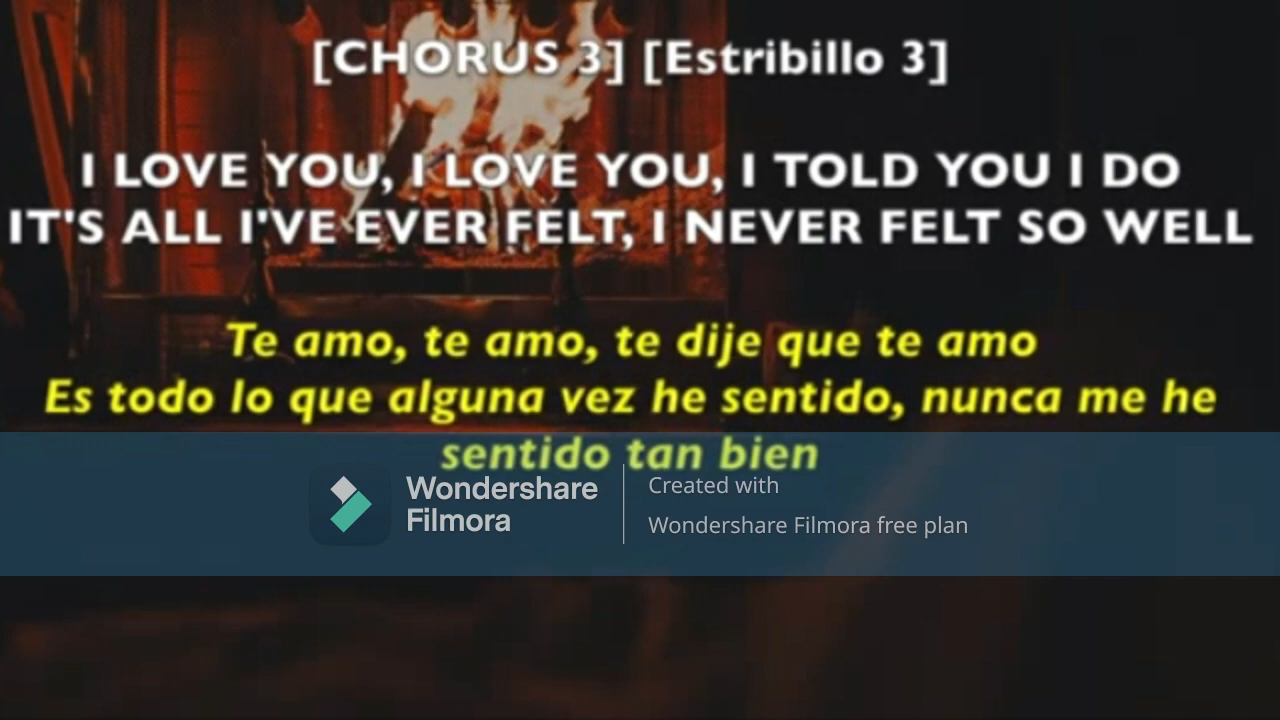 [CHORUS 3] [Estribillo 3]
I LOVE YOU, I LOVE YOU, I TOLD YOU I DO
IT'S ALL I'VE EVER FELT, I NEVER FELT SO WELL
Te amo, te amo, te dije que te amo
Es todo lo que alguna vez he sentido, nunca me he
sentido tan bien
Wondershare
Filmora
Created with
Wondershare Filmora free plan